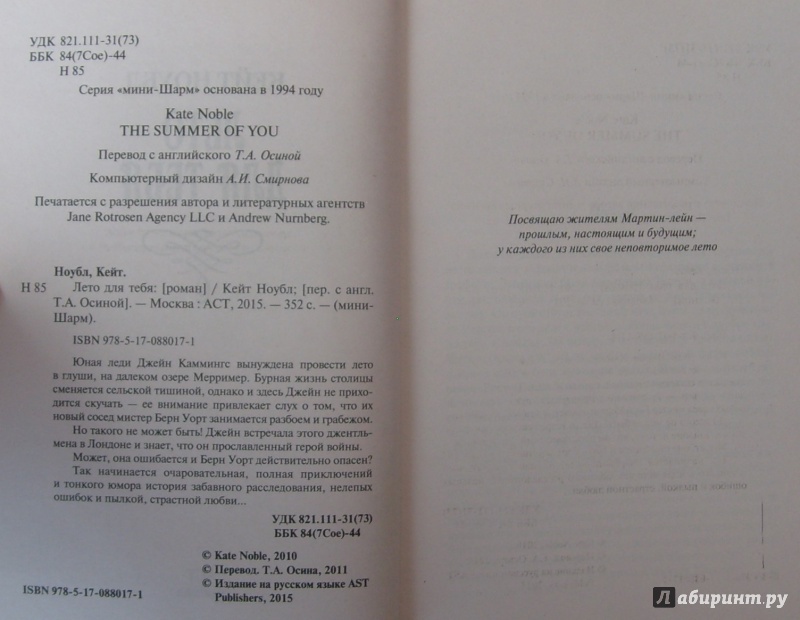 УДК 821.111-31(73)
ББК 84(7Сое)-44
Н 85
Серия «мини-Шарм» основана в 1994 году
Kate Noble
THE SUMMER OF YOU
Перевод с английского Т.А. Осиной
Компьютерный дизайн А.И. Смирнова
Печатается с разрешения автора и литературных агентств
Jane Rotrosen Agency LLC и Andrew Nurnberg.
Ноубл, Кейт.
Н 85 Лето для тебя: [роман] / Кейт Ноубл; [пер. с англ.
Т.А. Осиной]. — Москва : АСТ, 2015. — 352 с. — (мини-
Шарм).
ISBN 978-5-17-088017-1
Юная леди Джейн Каммингс вынуждена провести лето
в глуши, на далеком озере Мерример. Бурная жизнь столицы
сменяется сельской тишиной, однако и здесь Джейн не прихо-
дится скучать — ее внимание привлекает слух о том, что их
новый сосед мистер Берн Уорт занимается разбоем и грабежом.
Но такого не может быть! Джейн встречала этого джентль-
мена в Лондоне и знает, что он прославленный герой войны.
Может, она ошибается и Берн Уорт действительно опасен?
Так начинается очаровательная, полная приключений
и тонкого юмора история забавного расследования, нелепых
ошибок и пылкой, страстной любви...
УДК 821.111-31(73)
ББК 84(7Сое)-44
© Kate Noble, 2010
© Перевод. Т.А. Осина, 2011
© Издание на русском языке AST
Publishers, 2015
ISBN 978-5-17-088017-1
Посвящаю жителям Мартин-лейн —
прошлым, настоящим и будущим;
у каждого из них свое неповторимое лето
Лабиринт.ру